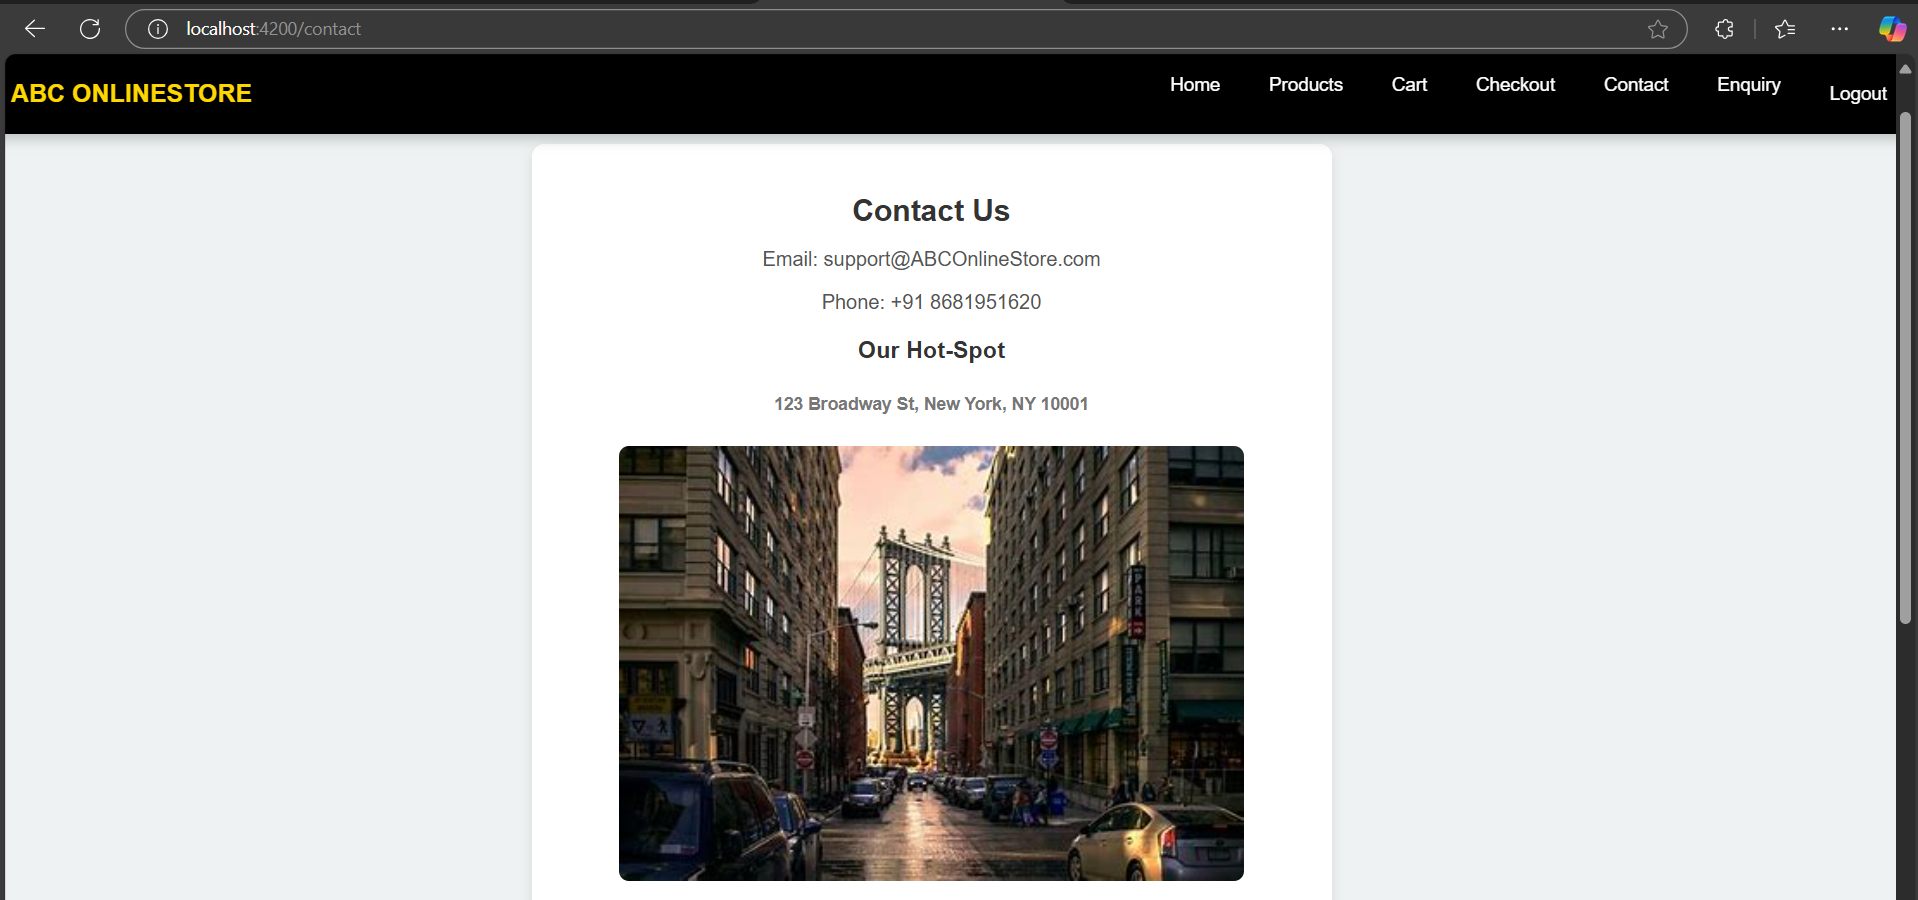 localhost:4200/contact
ABC ONLINESTORE
Home Products Cart Checkout Contact Enquiry Logout
Contact Us
Email: support@ABCOnlineStore.com
Phone: +91 8681951620
Our Hot-Spot
123 Broadway St, New York, NY 10001
PARK